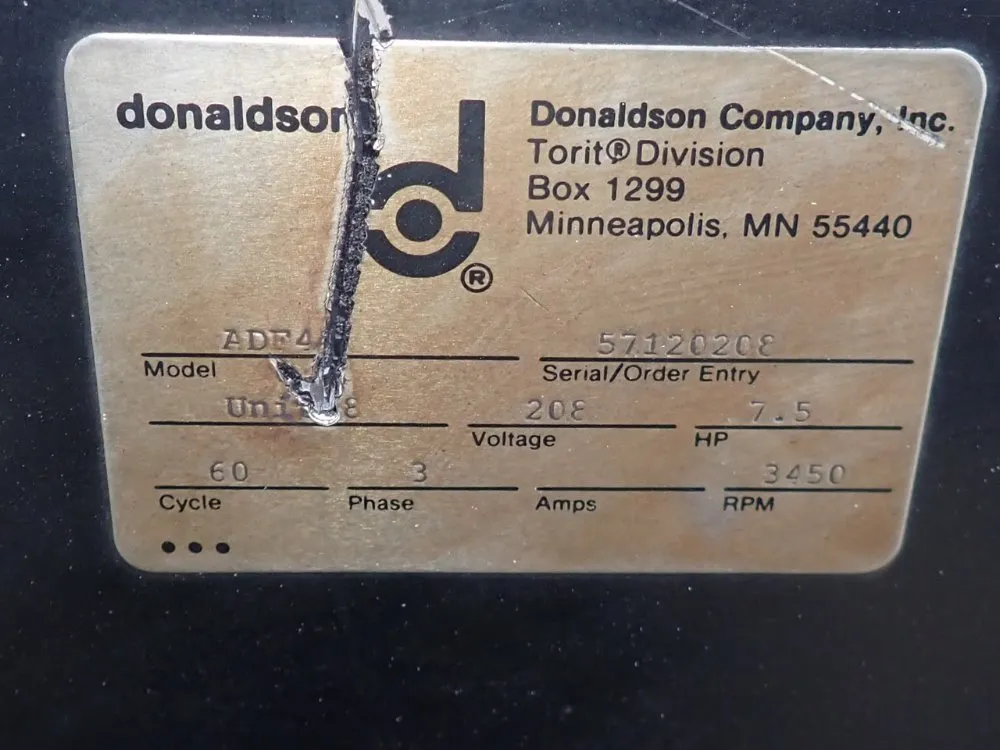 donaldson
Donaldson Company, Inc.
Torit® Division
Box 1299
Minneapolis, MN 55440
®
57120208
Model
Serial/Order Entry
208
7.5
Voltage
HP
60
3
3450
Cycle
Phase
Amps
RPM